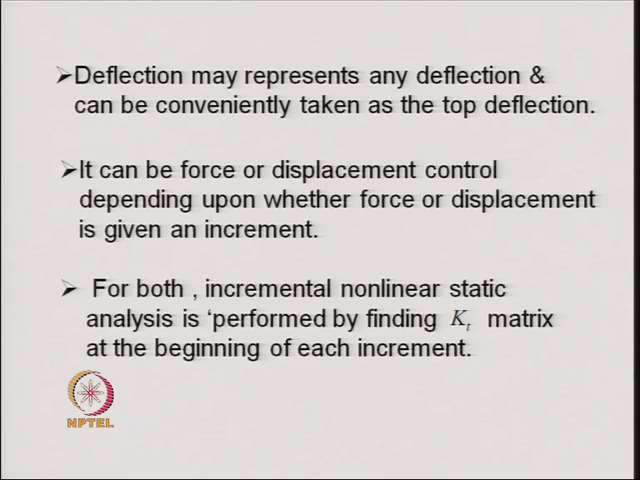 ➢Deflection may represents any deflection &
can be conveniently taken as the top deflection.
➢It can be force or displacement control
depending upon whether force or displacement
is given an increment.
➢ For both , incremental nonlinear static
analysis is ‘performed by finding Kₜ matrix
at the beginning of each increment.
NPTEL